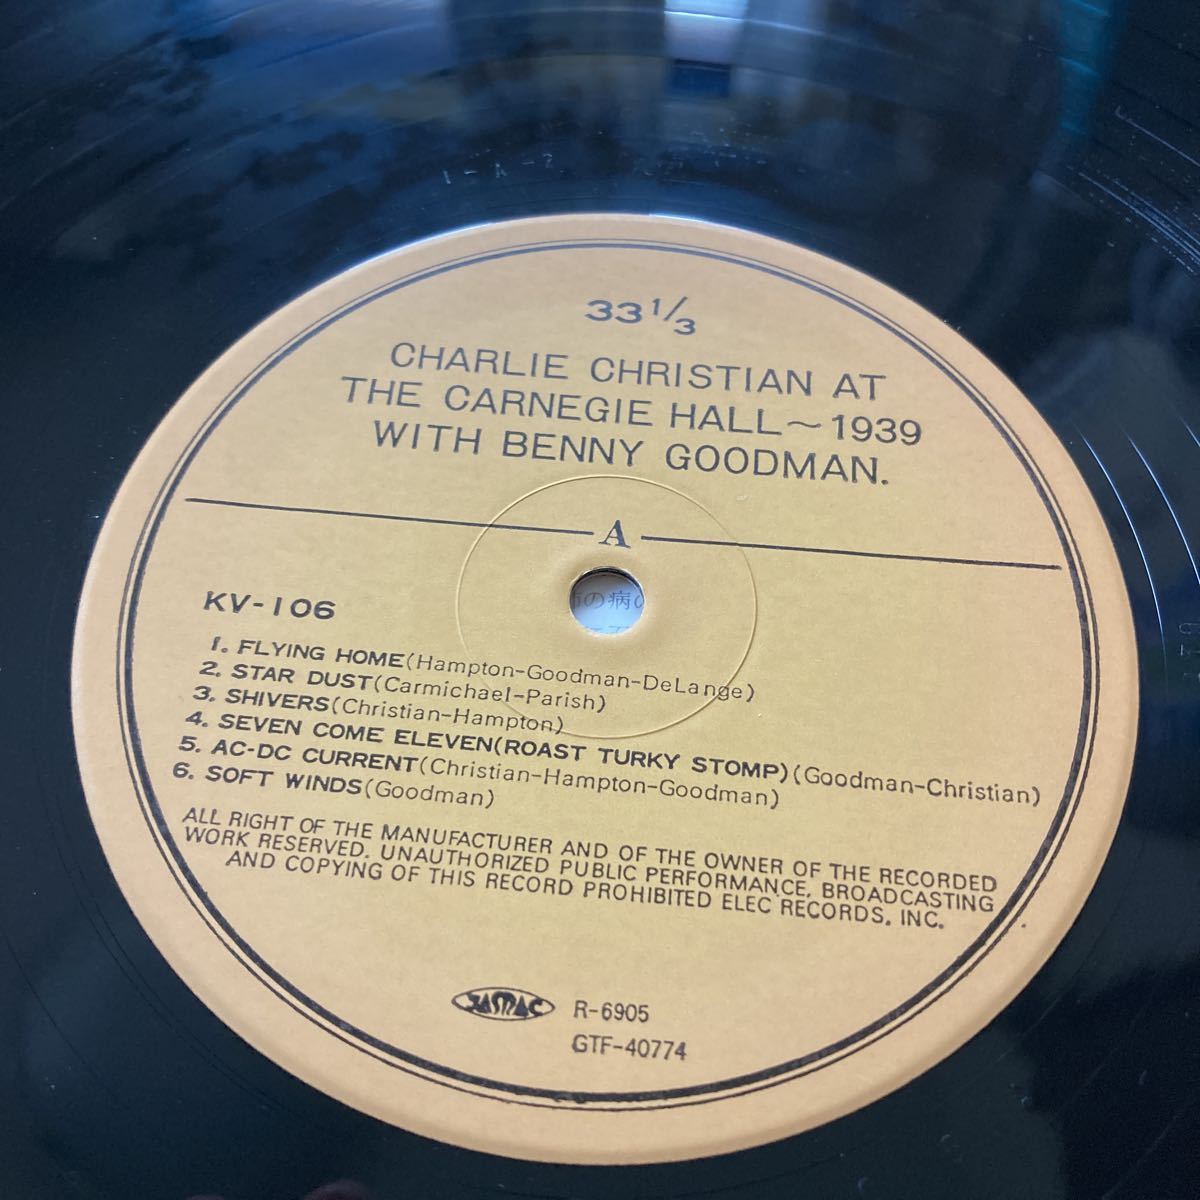 33 1/3
CHARLIE CHRISTIAN AT
THE CARNEGIE HALL~1939
WITH BENNY GOODMAN.
A
KV-106
1. FLYING HOME(Hampton-Goodman-DeLange)
2. STAR DUST(Carmichael-Parish)
3. SHIVERS(Christian-Hampton)
4. SEVEN COME ELEVEN(ROAST TURKY STOMP)(Goodman-Christian)
5. AC-DC CURRENT(Christian-Hampton-Goodman)
6. SOFT WINDS(Goodman)
ALL RIGHT OF THE MANUFACTURER AND OF THE OWNER OF THE RECORDED
WORK RESERVED. UNAUTHORIZED PUBLIC PERFORMANCE, BROADCASTING
AND COPYING OF THIS RECORD PROHIBITED ELEC RECORDS, INC.
JASRAC R-6905
GTF-40774
の病の